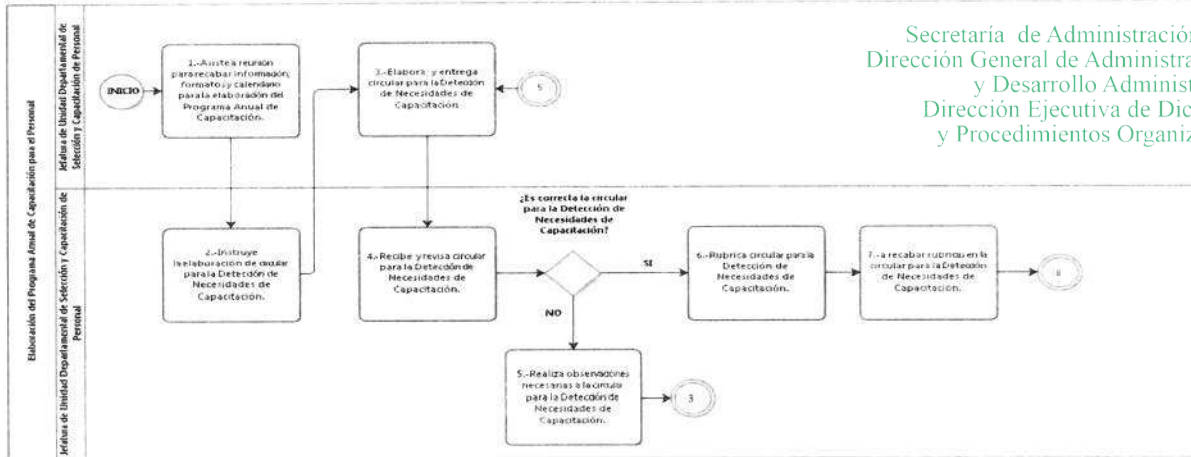 Secretaría de Administración
Dirección General de Administra
y Desarrollo Administ
Dirección Ejecutiva de Dic
y Procedimientos Organiz
Elaboración del Programa Anual de Capacitación para el Personal
Jefatura de Unidad Departamental de
Selección y Capacitación de Personal
INICIO
1.-Asiste a reunión
para recabar información,
formatos y calendario
para la elaboración del
Programa Anual de
Capacitación.
3.-Elabora y entrega
circular para la Detección
de Necesidades de
Capacitación.
5
Jefatura de Unidad Departamental de Selección y Capacitación de
Personal
2.-Instruye
la elaboración de circular
para la Detección de
Necesidades de
Capacitación.
4.-Recibe y revisa circular
para la Detección de
Necesidades de
Capacitación.
¿Es correcta la circular
para la Detección de
Necesidades de
Capacitación?
SI
NO
6.-Rubrica circular para la
Detección de
Necesidades de
Capacitación.
7.-a recabar rubricas en la
circular para la Detección
de Necesidades de
Capacitación.
5.-Realiza observaciones
necesarias a la circular
para la Detección de
Necesidades de
Capacitación.
3